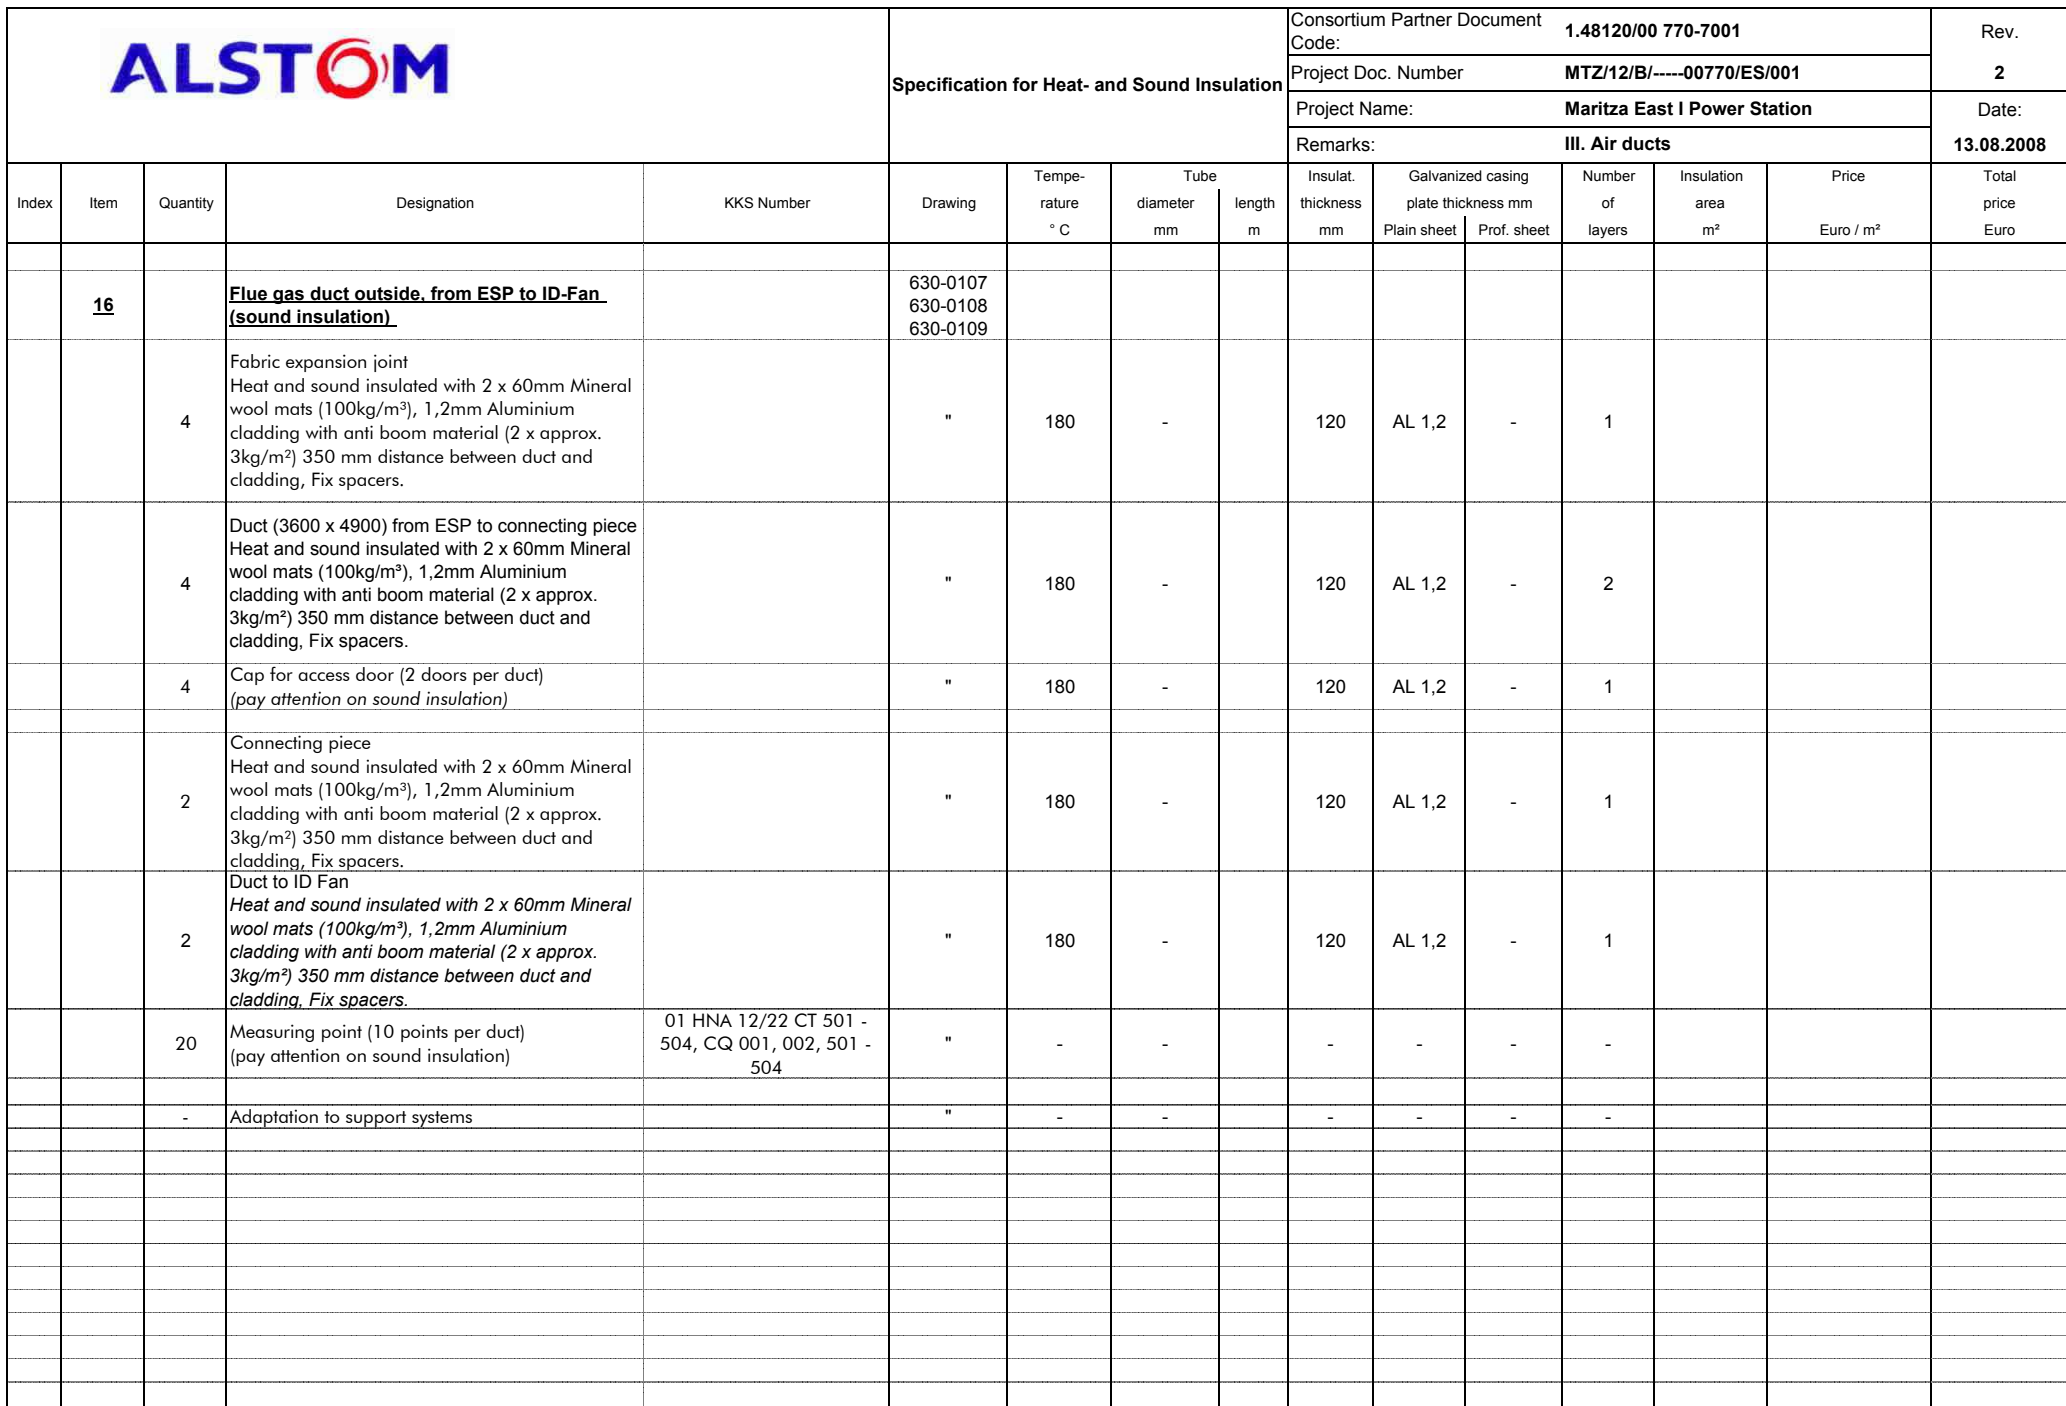 ALSTOM
Specification for Heat- and Sound Insulation
Consortium Partner Document
Code:
1.48120/00 770-7001
Rev.
Project Doc. Number
MTZ/12/B/-----00770/ES/001
2
Project Name:
Maritza East I Power Station
Date:
Remarks:
III. Air ducts
13.08.2008
Index Item Quantity Designation KKS Number Drawing
Tempe-
rature
° C
Tube
diameter
mm
length
m
Insulat.
thickness
mm
Galvanized casing
plate thickness mm
Plain sheet Prof. sheet
Number
of
layers
Insulation
area
m²
Price
Euro / m²
Total
price
Euro
16
Flue gas duct outside, from ESP to ID-Fan
(sound insulation)
630-0107
630-0108
630-0109
4
Fabric expansion joint
Heat and sound insulated with 2 x 60mm Mineral
wool mats (100kg/m³), 1,2mm Aluminium
cladding with anti boom material (2 x approx.
3kg/m²) 350 mm distance between duct and
cladding, Fix spacers.
" 180 - 120 AL 1,2 - 1
4
Duct (3600 x 4900) from ESP to connecting piece
Heat and sound insulated with 2 x 60mm Mineral
wool mats (100kg/m³), 1,2mm Aluminium
cladding with anti boom material (2 x approx.
3kg/m²) 350 mm distance between duct and
cladding, Fix spacers.
" 180 - 120 AL 1,2 - 2
4
Cap for access door (2 doors per duct)
(pay attention on sound insulation)
" 180 - 120 AL 1,2 - 1
2
Connecting piece
Heat and sound insulated with 2 x 60mm Mineral
wool mats (100kg/m³), 1,2mm Aluminium
cladding with anti boom material (2 x approx.
3kg/m²) 350 mm distance between duct and
cladding, Fix spacers.
" 180 - 120 AL 1,2 - 1
2
Duct to ID Fan
Heat and sound insulated with 2 x 60mm Mineral
wool mats (100kg/m³), 1,2mm Aluminium
cladding with anti boom material (2 x approx.
3kg/m²) 350 mm distance between duct and
cladding, Fix spacers.
" 180 - 120 AL 1,2 - 1
20
Measuring point (10 points per duct)
(pay attention on sound insulation)
01 HNA 12/22 CT 501 -
504, CQ 001, 002, 501 -
504
" - - - - - -
- Adaptation to support systems " - - - - - -